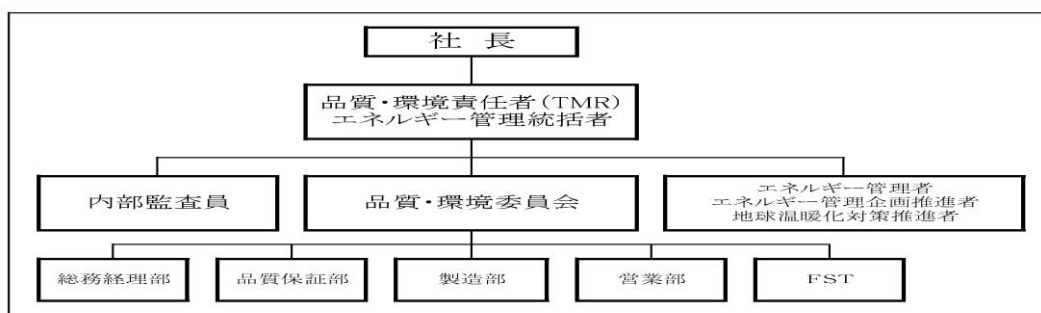 社長
品質・環境責任者(TMR)
エネルギー管理統括者
内部監査員
品質・環境委員会
エネルギー管理者
エネルギー管理企画推進者
地球温暖化対策推進者
総務経理部
品質保証部
製造部
営業部
FST